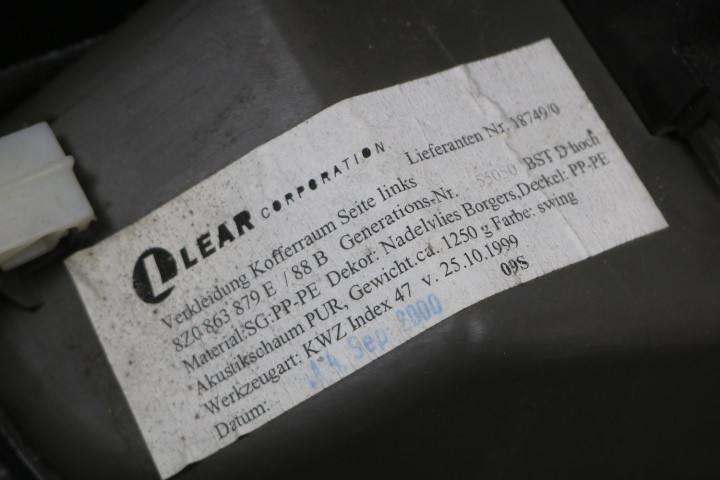 LEAR CORPORATION Lieferanten Nr. 18749/0
Verkleidung Kofferraum Seite links
8Z0 863 879 E / 88 B Generations-Nr. 55050 BST D-hoch
Material:SG:PP-PE Dekor: Nadelvlies Borgers,Deckel: PP-PE
Akustikschaum PUR, Gewicht ca. 1250 g Farbe: swing
Werkzeugart: KWZ Index 47 v. 25.10.1999
Datum: Sep. 2000 09S